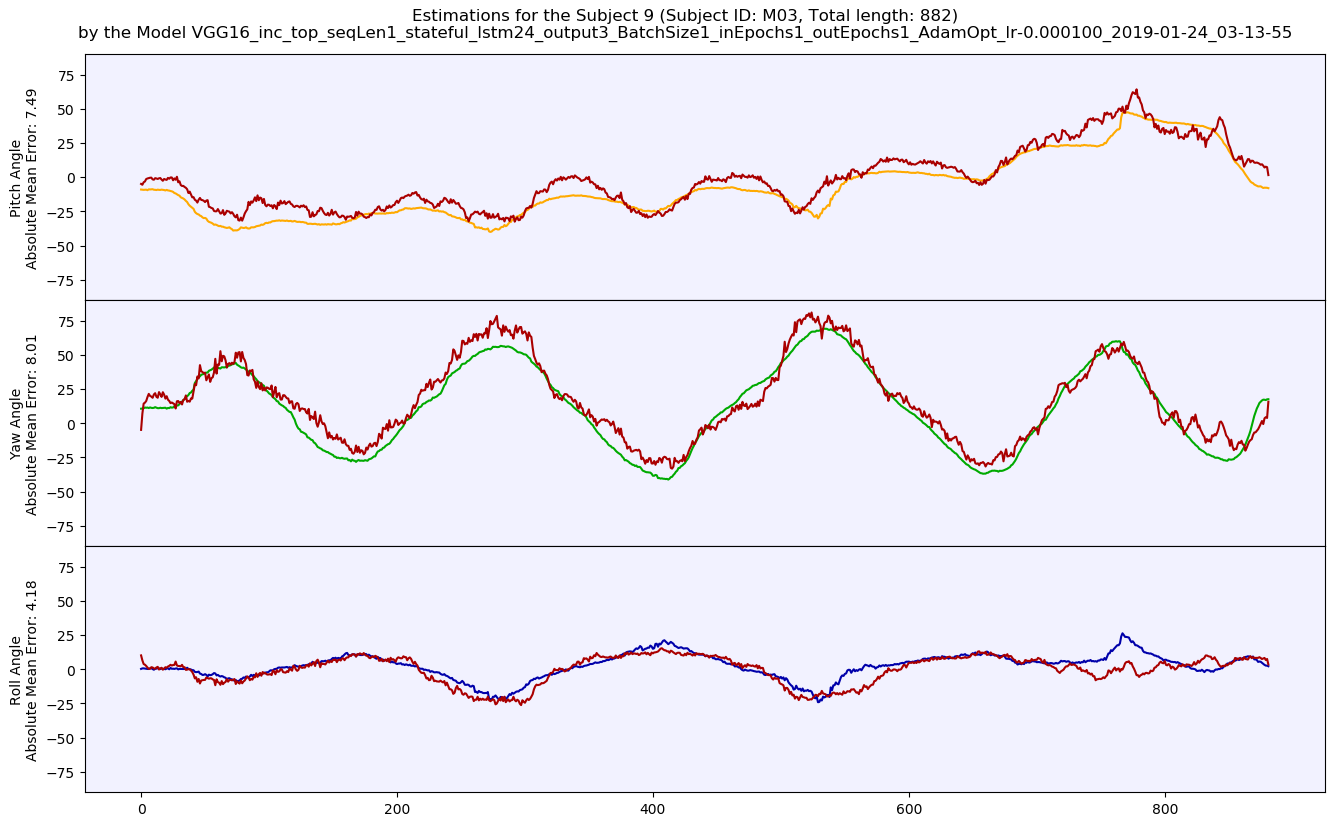 Estimations for the Subject 9 (Subject ID: M03, Total length: 882)
by the Model VGG16_inc_top_seqLen1_stateful_lstm24_output3_BatchSize1_inEpochs1_outEpochs1_AdamOpt_lr-0.000100_2019-01-24_03-13-55
Pitch Angle
Absolute Mean Error: 7.49
75
50
25
0
−25
−50
−75
Yaw Angle
Absolute Mean Error: 8.01
75
50
25
0
−25
−50
−75
Roll Angle
Absolute Mean Error: 4.18
75
50
25
0
−25
−50
−75
0 200 400 600 800